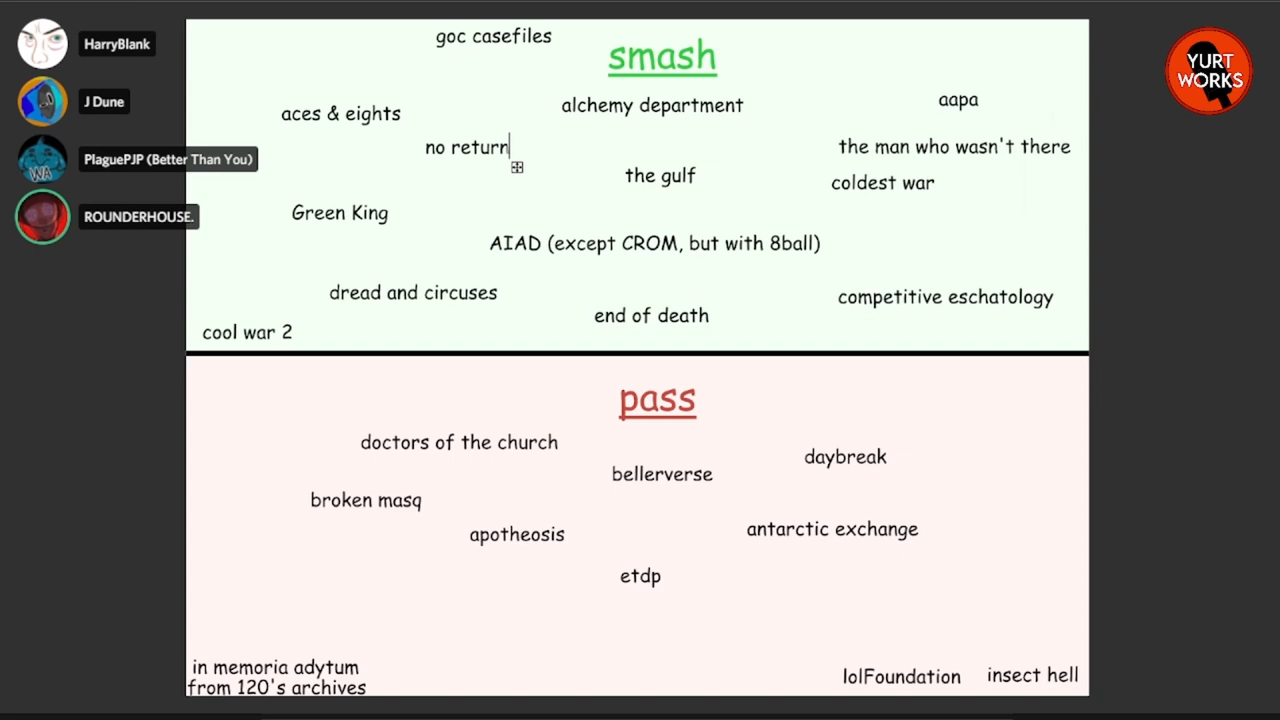 HarryBlank
J Dune
PlaguePJP (Better Than You)
WA
ROUNDERHOUSE.
YURT
WORKS
goc casefiles
smash
aces & eights
alchemy department
aapa
no return
the man who wasn't there
the gulf
coldest war
Green King
AIAD (except CROM, but with 8ball)
dread and circuses
competitive eschatology
end of death
cool war 2
pass
doctors of the church
daybreak
bellerverse
broken masq
apotheosis
antarctic exchange
etdp
in memoria adytum
from 120's archives
lolFoundation
insect hell